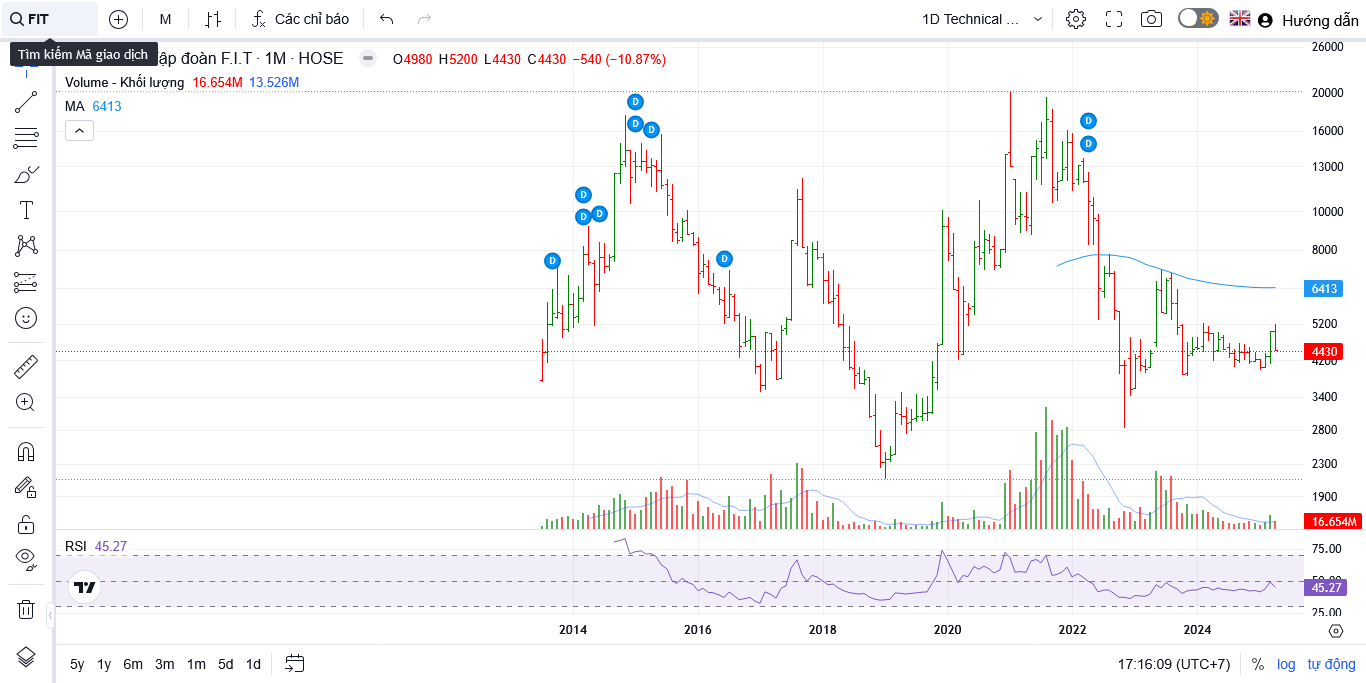 FIT
M
Các chỉ báo
1D Technical ...
Hướng dẫn
Tìm kiếm Mã giao dịch
ập đoàn F.I.T · 1M · HOSE
O4980 H5200 L4430 C4430 −540 (−10.87%)
Volume - Khối lượng 16.654M 13.526M
MA 6413
D
D
D
D
D
D
D
D
D
D
D
26000
20000
16000
13000
10000
8000
6413
5200
4430
4200
3400
2800
2300
1900
16.654M
RSI 45.27
75.00
50.00
45.27
25.00
2014 2016 2018 2020 2022 2024
5y 1y 6m 3m 1m 5d 1d
17:16:09 (UTC+7) % log tự động